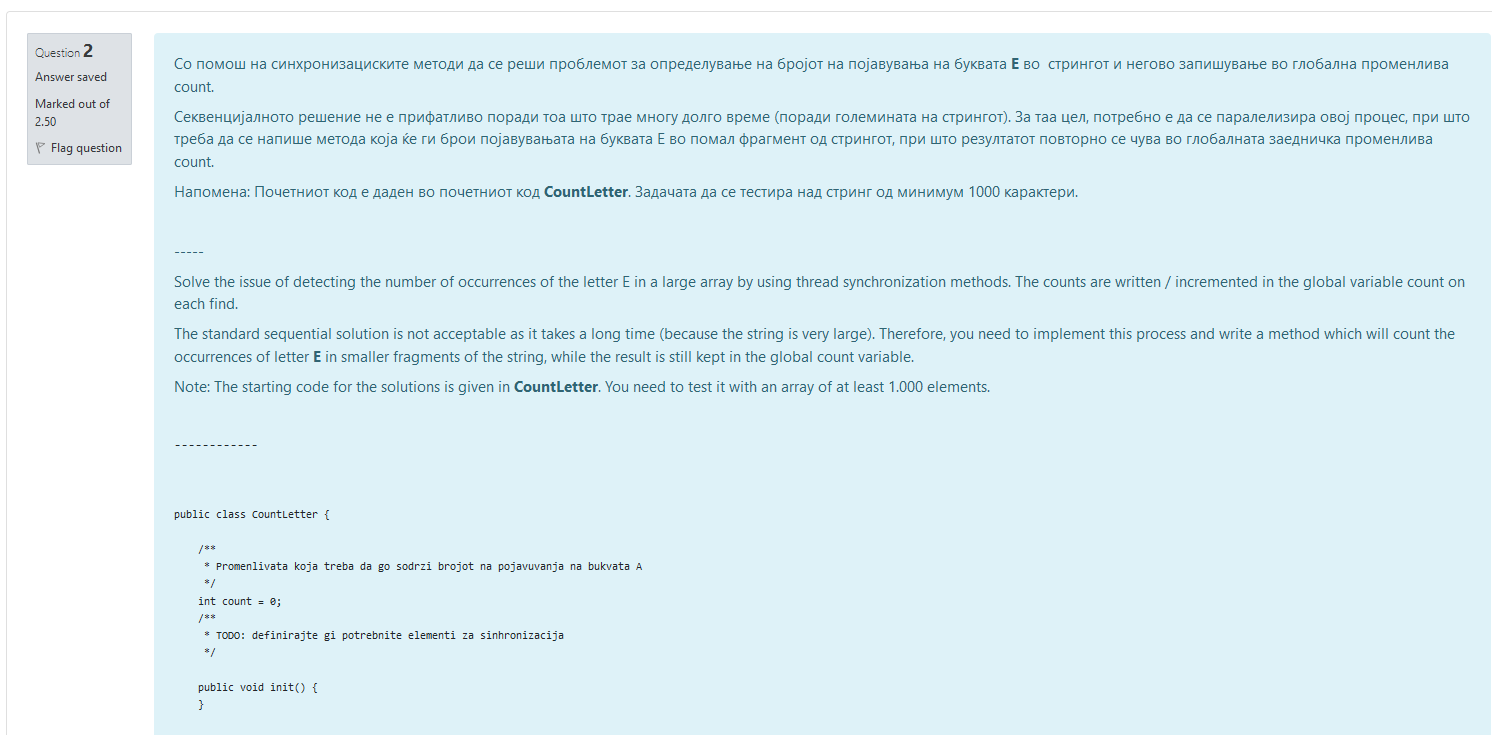 Question 2
Answer saved
Marked out of
2.50
Flag question
Со помош на синхронизациските методи да се реши проблемот за определување на бројот на појавувања на буквата Е во стрингот и негово запишување во глобална променлива
count.
Секвенцијалното решение не е прифатливо поради тоа што трае многу долго време (поради големината на стрингот). За таа цел, потребно е да се паралелизира овој процес, при што
треба да се напише метода која ќе ги брои појавувањата на буквата Е во помал фрагмент од стрингот, при што резултатот повторно се чува во глобалната заедничка променлива
count.
Напомена: Почетниот код е даден во почетниот код CountLetter. Задачата да се тестира над стринг од минимум 1000 карактери.
-----
Solve the issue of detecting the number of occurrences of the letter E in a large array by using thread synchronization methods. The counts are written / incremented in the global variable count on
each find.
The standard sequential solution is not acceptable as it takes a long time (because the string is very large). Therefore, you need to implement this process and write a method which will count the
occurrences of letter E in smaller fragments of the string, while the result is still kept in the global count variable.
Note: The starting code for the solutions is given in CountLetter. You need to test it with an array of at least 1.000 elements.
------------
public class CountLetter {
/**
* Promenlivata koja treba da go sodrzi brojot na pojavuvanja na bukvata A
*/
int count = 0;
/**
* TODO: definirajte gi potrebnite elementi za sinhronizacija
*/
public void init() {
}